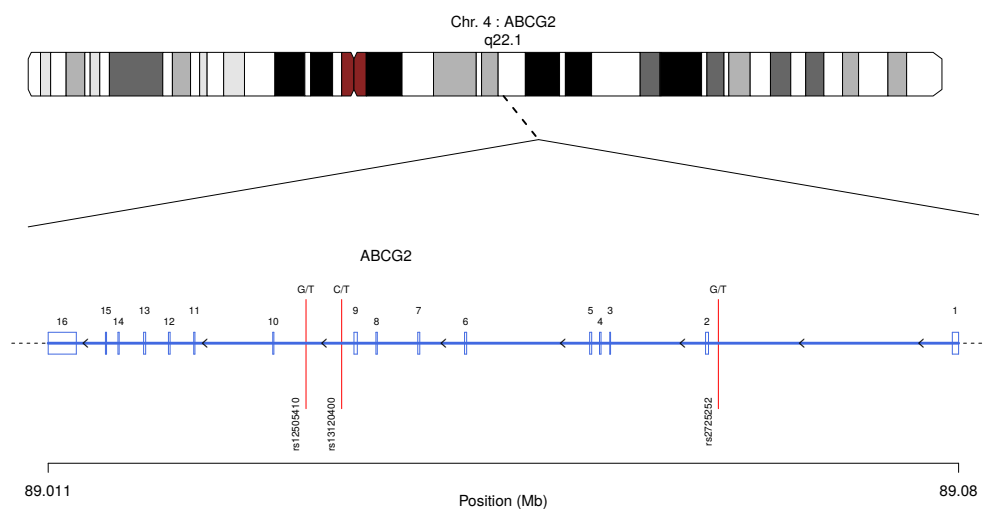 Chr. 4 : ABCG2
q22.1
ABCG2
G/T C/T G/T
16 15 14 13 12 11 10 9 8 7 6 5 4 3 2 1
rs12505410 rs13120400 rs2725252
89.011 89.08
Position (Mb)